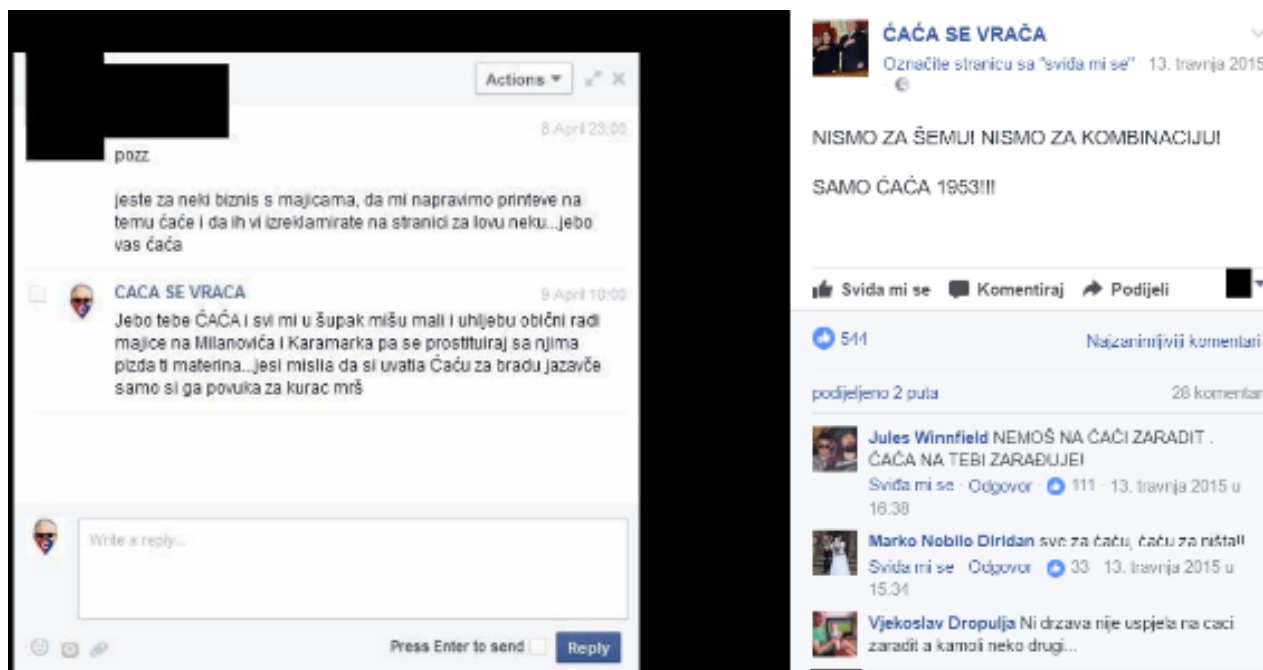 Actions
8 April 23:00
pozz
jeste za neki biznis s majicama, da mi napravimo printeve na
temu ćaće i da ih vi izreklamirate na stranici za lovu neku...jebo
vas ćaća
CACA SE VRACA
9 April 10:00
Jebo tebe ĆAĆA i svi mi u šupak mišu mali i uhljebu obični radi
majice na Milanovića i Karamarka pa se prostituiraj sa njima
pizda ti materina...jesi mislia da si uvatia Ćaću za bradu jazavče
samo si ga povuka za kurac mrš
Write a reply...
Press Enter to send
Reply
ĆAĆA SE VRAČA
Označite stranicu sa "sviđa mi se" · 13. travnja 2015
NISMO ZA ŠEMU! NISMO ZA KOMBINACIJU!
SAMO ĆAĆA 1953!!!
Sviđa mi se Komentiraj Podijeli
544
Najzanimljiviji komentari
podijeljeno 2 puta
28 komentar
Jules Winnfield NEMOŠ NA ĆAĆI ZARADIT .
ĆAĆA NA TEBI ZARAĐUJE!
Sviđa mi se · Odgovor · 111 · 13. travnja 2015 u
16:38
Marko Nobilo Diridan sve za ćaću, ćaću za ništa!!
Sviđa mi se · Odgovor · 33 · 13. travnja 2015 u
15:34
Vjekoslav Dropulja Ni drzava nije uspjela na caci
zaradit a kamoli neko drugi...